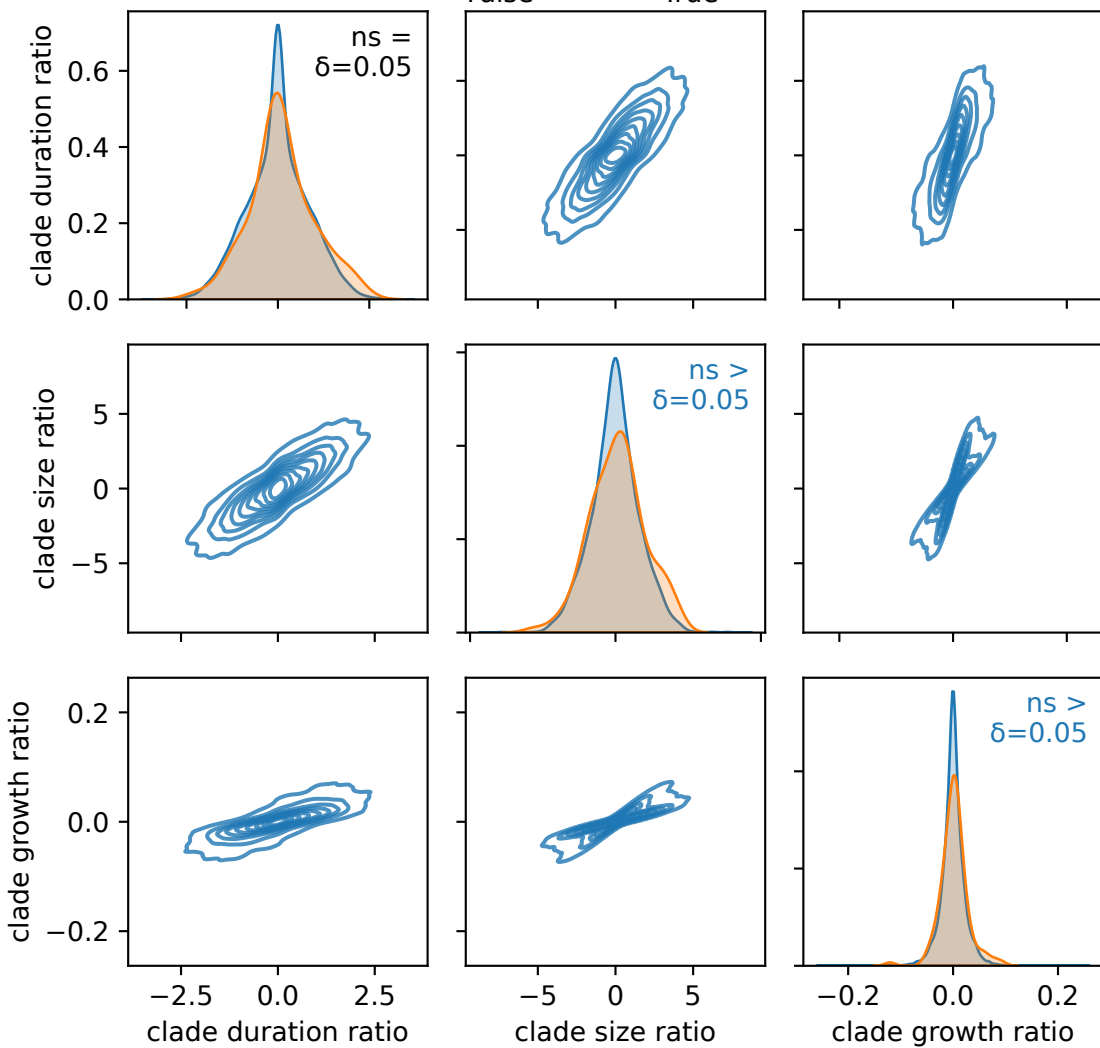 True
clade duration ratio
0.6
0.4
0.2
0.0
ns =
δ=0.05
clade size ratio
5
0
−5
ns >
δ=0.05
clade growth ratio
0.2
0.0
−0.2
ns >
δ=0.05
−2.5 0.0 2.5
−5 0 5
−0.2 0.0 0.2
clade duration ratio
clade size ratio
clade growth ratio